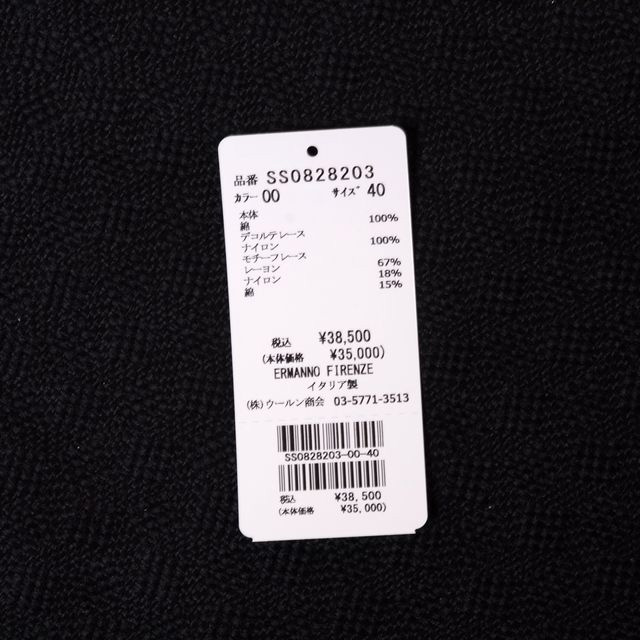 品番 SS0828203
カラー 00 サイズ 40
本体
綿 100%
デコルテレース
ナイロン 100%
モチーフレース
レーヨン 67%
ナイロン 18%
綿 15%
税込 ¥38,500
(本体価格 ¥35,000)
ERMANNO FIRENZE
イタリア製
(株)ウールン商会 03-5771-3513
SS0828203-00-40
税込 ¥38,500
(本体価格 ¥35,000)